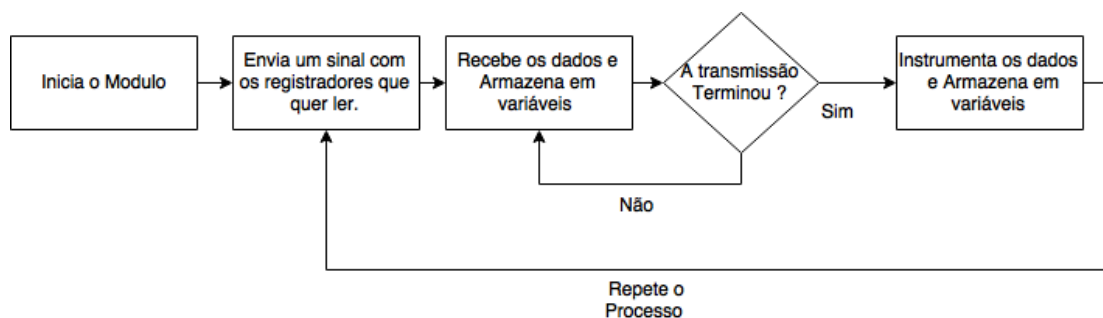 Inicia o Modulo
Envia um sinal com
os registradores que
quer ler.
Recebe os dados e
Armazena em
variáveis
A transmissão
Terminou ?
Sim
Instrumenta os dados
e Armazena em
variáveis
Não
Repete o
Processo